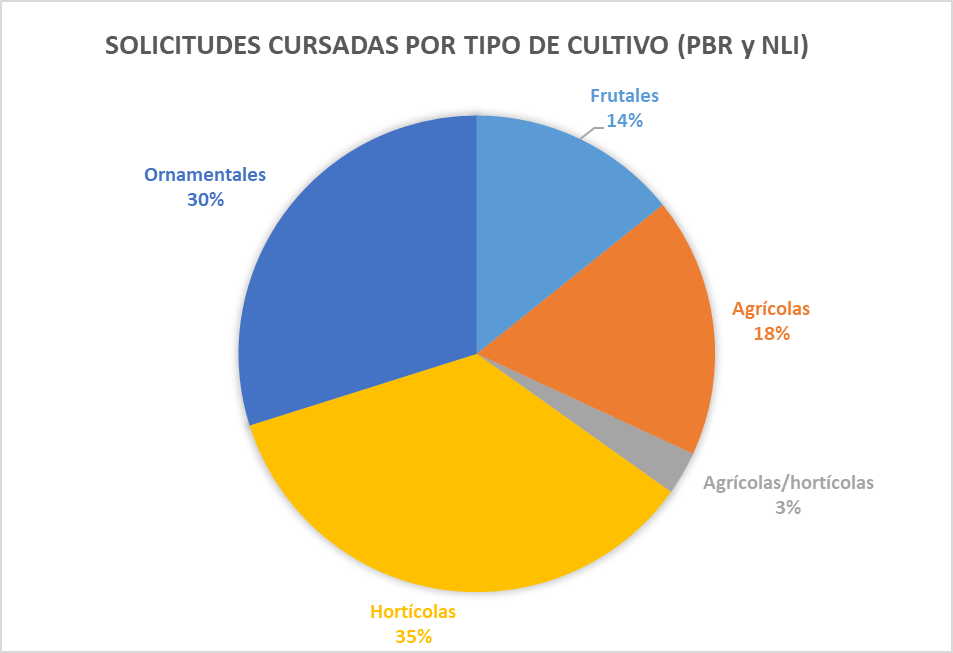 SOLICITUDES CURSADAS POR TIPO DE CULTIVO (PBR y NLI)
Frutales
14%
Ornamentales
30%
Agrícolas
18%
Agrícolas/hortícolas
3%
Hortícolas
35%